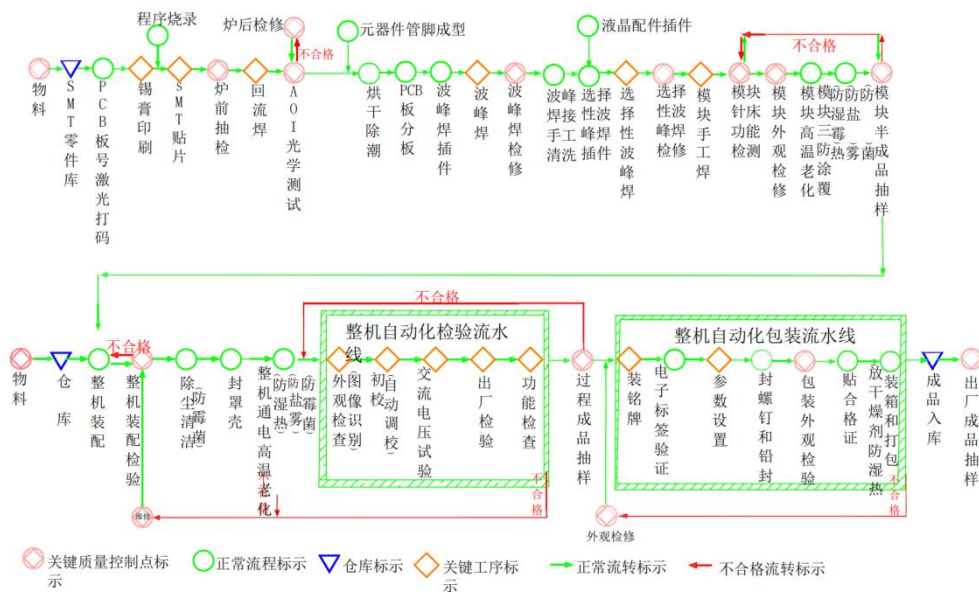 程序烧录
炉后检修
元器件管脚成型
液晶配件插件
不合格
不合格
物料
SMT零件库
PCB板号激光打码
锡膏印刷
SMT贴片
炉前抽检
回流焊
AOI光学测试
烘干除潮
PCB板分板
波峰焊插件
波峰焊
波峰焊检修
波峰焊接手工清洗
选择性波峰焊插件
选择性波峰焊
选择性波峰焊检修
模块手工焊
模块针床功能检测
模块外观检修
模块高温老化
模块三防涂覆
(防湿热)
(防盐雾)
(防霉菌)
模块半成品抽样
不合格
不合格
整机自动化检验流水线
整机自动化包装流水线
物料
仓库
整机装配
整机装配检验
除尘清洁
(防霉菌)
封罩壳
整机通电高温老化
(防湿热)
(防盐雾)
(防霉菌)
外观检查
(图像识别)
初校
自动调校
交流电压试验
出厂检验
功能检查
过程成品抽样
装铭牌
电子标签验证
参数设置
封螺钉和铅封
包装外观检验
贴合格证
放干燥剂防湿热
装箱和打包
成品入库
出厂成品抽样
不合格
不合格
维修
外观检修
关键质量控制点标示
正常流程标示
仓库标示
关键工序标示
正常流转标示
不合格流转标示